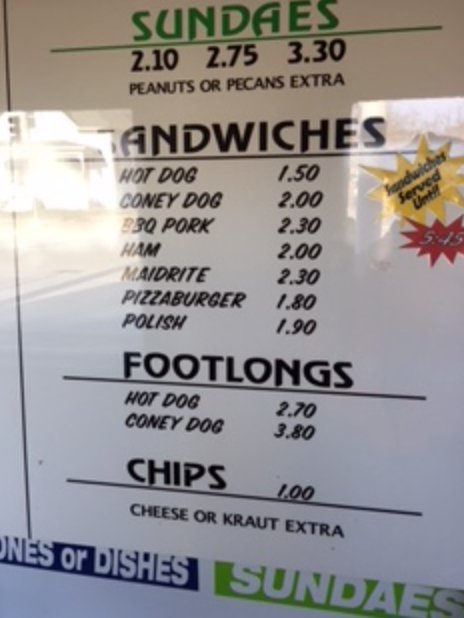 SUNDAES
2.10 2.75 3.30
PEANUTS OR PECANS EXTRA
SANDWICHES
HOT DOG 1.50
CONEY DOG 2.00
BBQ PORK 2.30
HAM 2.00
MAIDRITE 2.30
PIZZABURGER 1.80
POLISH 1.90
Sandwiches
Served
Until
5:45
FOOTLONGS
HOT DOG 2.70
CONEY DOG 3.80
CHIPS 1.00
CHEESE OR KRAUT EXTRA
ONES or DISHES
SUNDAES